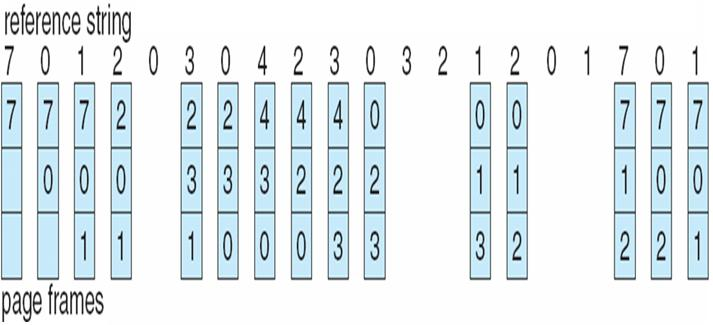 reference string
7 0 1 2 0 3 0 4 2 3 0 3 2 1 2 0 1 7 0 1
7 7 7 2 2 2 4 4 4 0 0 0 7 7 7
0 0 0 3 3 3 2 2 2 1 1 1 0 0
1 1 1 0 0 0 3 3 3 2 2 2 1
page frames